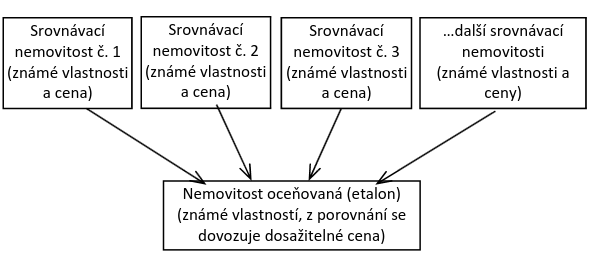 Srovnávací
nemovitost č. 1
(známé vlastnosti
a cena)
Srovnávací
nemovitost č. 2
(známé vlastnosti
a cena)
Srovnávací
nemovitost č. 3
(známé vlastnosti
a cena)
...další srovnávací
nemovitosti
(známé vlastnosti a
ceny)
Nemovitost oceňovaná (etalon)
(známé vlastností, z porovnání se
dovozuje dosažitelné cena)